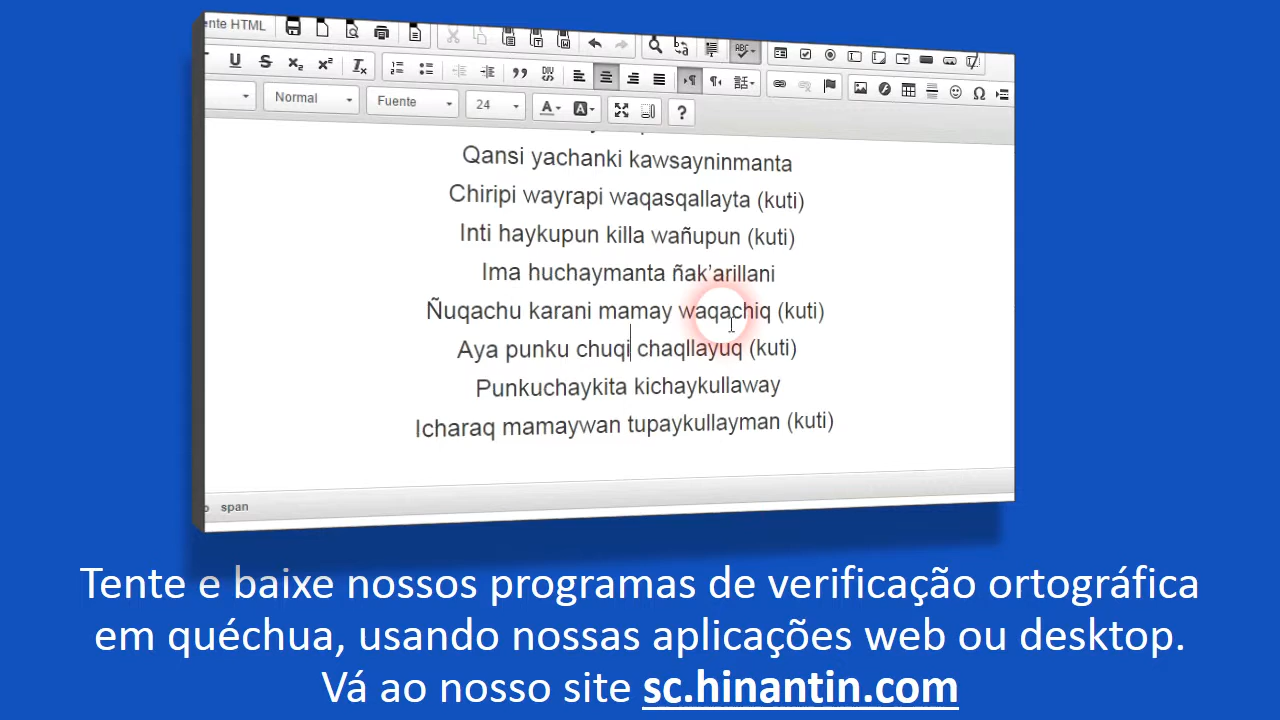 ente HTML
Normal Fuente 24
Qansi yachanki kawsayninmanta
Chiripi wayrapi waqasqallayta (kuti)
Inti haykupun killa wañupun (kuti)
Ima huchaymanta ñak’arillani
Ñuqachu karani mamay waqachiq (kuti)
Aya punku chuqi chaqllayuq (kuti)
Punkuchaykita kichaykullaway
Icharaq mamaywan tupaykullayman (kuti)
span
Tente e baixe nossos programas de verificação ortográfica
em quéchua, usando nossas aplicações web ou desktop.
Vá ao nosso site sc.hinantin.com